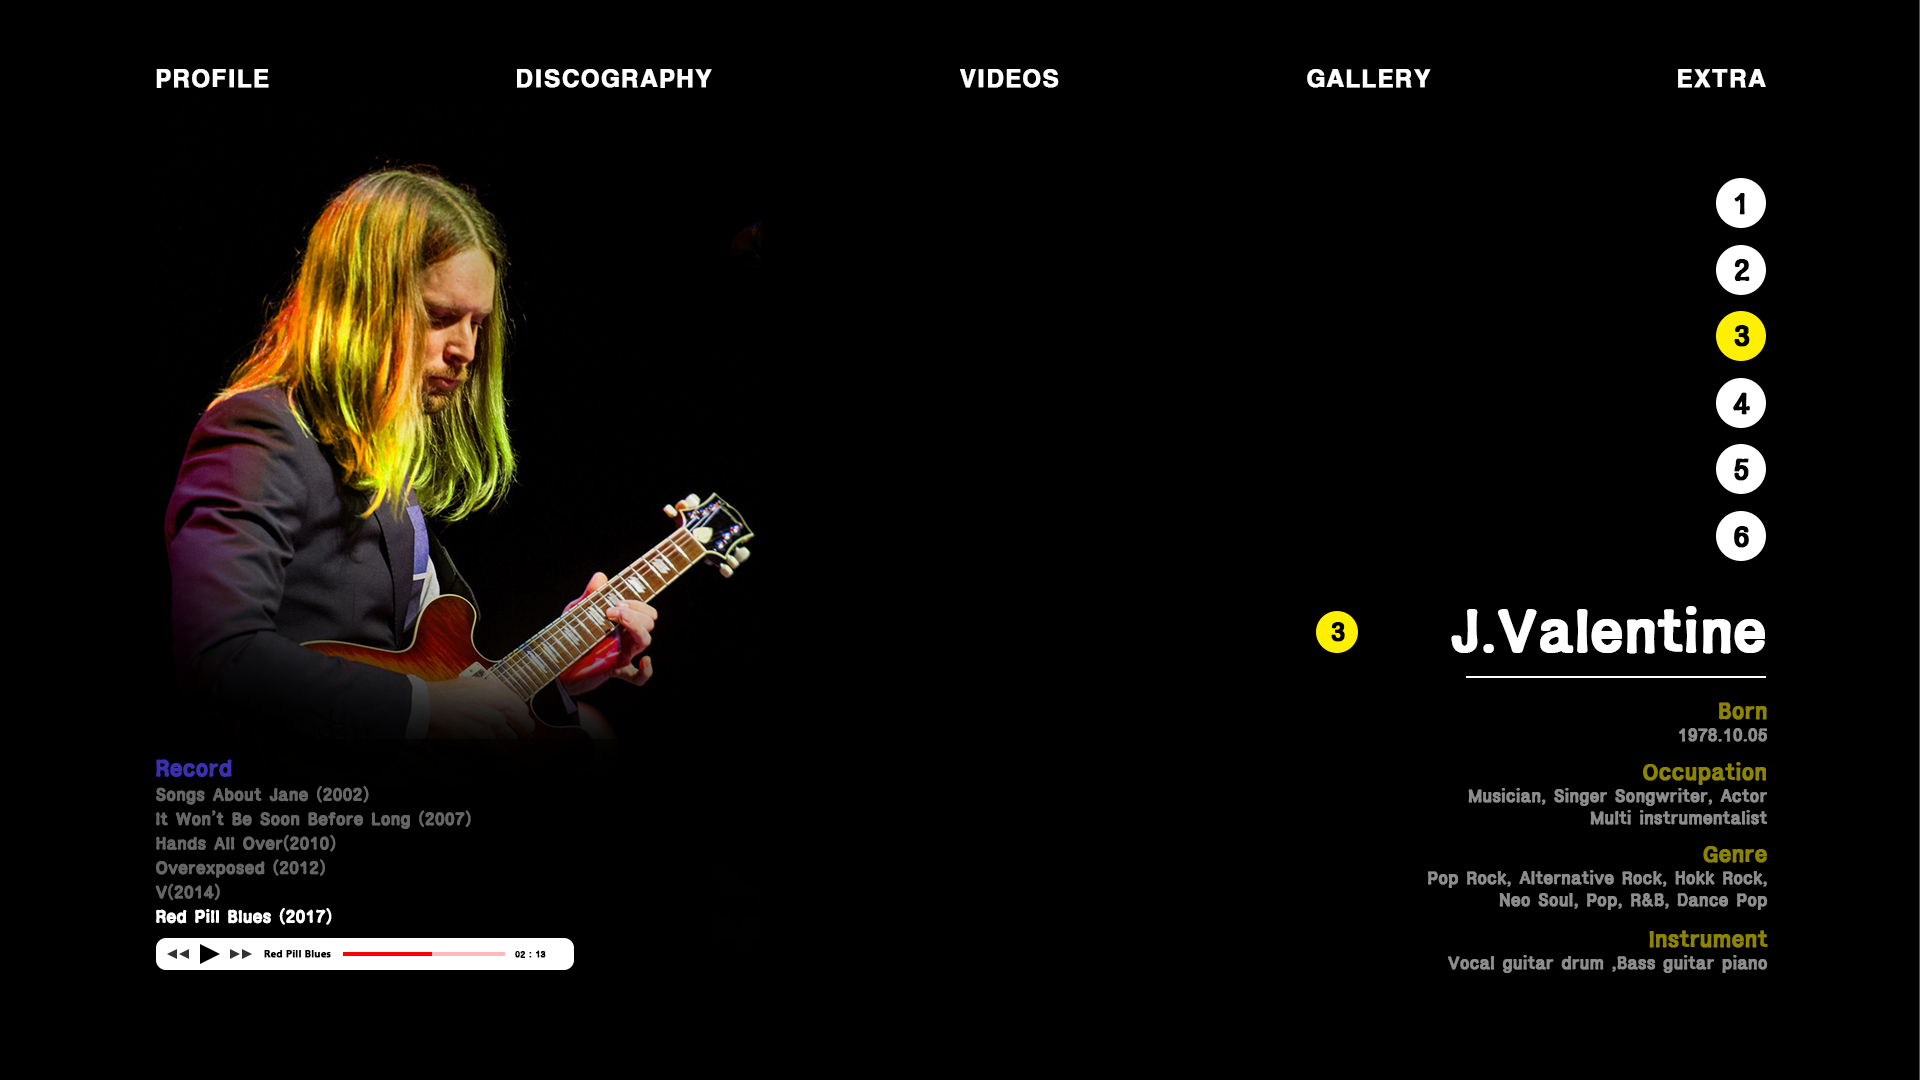 PROFILE
DISCOGRAPHY
VIDEOS
GALLERY
EXTRA
1
2
3
4
5
6
3
J.Valentine
Born
1978.10.05
Occupation
Musician, Singer Songwriter, Actor
Multi instrumentalist
Genre
Pop Rock, Alternative Rock, Hokk Rock,
Neo Soul, Pop, R&B, Dance Pop
Instrument
Vocal guitar drum ,Bass guitar piano
Record
Songs About Jane (2002)
It Won't Be Soon Before Long (2007)
Hands All Over(2010)
Overexposed (2012)
V(2014)
Red Pill Blues (2017)
Red Pill Blues
02 : 13